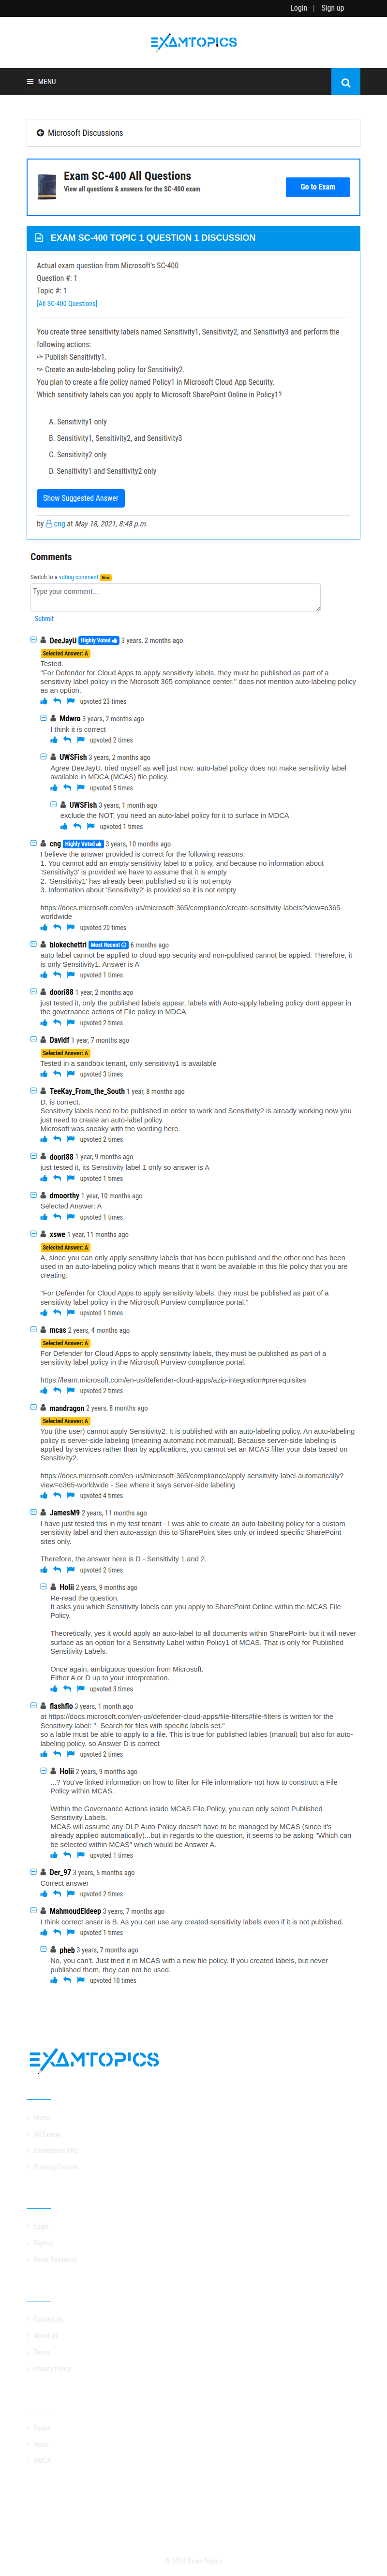 Login | Sign up
EXAMTOPICS
MENU
Microsoft Discussions
Exam SC-400 All Questions
View all questions & answers for the SC-400 exam
Go to Exam
EXAM SC-400 TOPIC 1 QUESTION 1 DISCUSSION
Actual exam question from Microsoft's SC-400
Question #: 1
Topic #: 1
[All SC-400 Questions]
You create three sensitivity labels named Sensitivity1, Sensitivity2, and Sensitivity3 and perform the
following actions:
✑ Publish Sensitivity1.
✑ Create an auto-labeling policy for Sensitivity2.
You plan to create a file policy named Policy1 in Microsoft Cloud App Security.
Which sensitivity labels can you apply to Microsoft SharePoint Online in Policy1?
A. Sensitivity1 only
B. Sensitivity1, Sensitivity2, and Sensitivity3
C. Sensitivity2 only
D. Sensitivity1 and Sensitivity2 only
Show Suggested Answer
by cng at May 18, 2021, 8:48 p.m.
Comments
Switch to a voting comment New
Type your comment...
Submit
DeeJayU Highly Voted 3 years, 2 months ago
Selected Answer: A
Tested.
"For Defender for Cloud Apps to apply sensitivity labels, they must be published as part of a
sensitivity label policy in the Microsoft 365 compliance center." does not mention auto-labeling policy
as an option.
upvoted 23 times
Mdwro 3 years, 2 months ago
I think it is correct
upvoted 2 times
UWSFish 3 years, 2 months ago
Agree DeeJayU, tried myself as well just now. auto-label policy does not make sensitivity label
available in MDCA (MCAS) file policy.
upvoted 5 times
UWSFish 3 years, 1 month ago
exclude the NOT, you need an auto-label policy for it to surface in MDCA
upvoted 1 times
cng Highly Voted 3 years, 10 months ago
I believe the answer provided is correct for the following reasons:
1. You cannot add an empty sensitivity label to a policy, and because no information about
'Sensitivity3' is provided we have to assume that it is empty
2. 'Sensitivity1' has already been published so it is not empty
3. Information about 'Sensitivity2' is provided so it is not empty
https://docs.microsoft.com/en-us/microsoft-365/compliance/create-sensitivity-labels?view=o365-
worldwide
upvoted 20 times
blokechettri Most Recent 6 months ago
auto label cannot be applied to cloud app security and non-publised cannot be appied. Therefore, it
is only Sensitivity1. Answer is A
upvoted 1 times
doori88 1 year, 2 months ago
just tested it, only the published labels appear, labels with Auto-apply labeling policy dont appear in
the governance actions of File policy in MDCA
upvoted 2 times
Davidf 1 year, 7 months ago
Selected Answer: A
Tested in a sandbox tenant, only sensitivity1 is available
upvoted 3 times
TeeKay_From_the_South 1 year, 8 months ago
D. is correct.
Sensitivity labels need to be published in order to work and Sensitivity2 is already working now you
just need to create an auto-label policy.
Microsoft was sneaky with the wording here.
upvoted 2 times
doori88 1 year, 9 months ago
just tested it, its Sensitivity label 1 only so answer is A
upvoted 1 times
dmoorthy 1 year, 10 months ago
Selected Answer: A
upvoted 1 times
xswe 1 year, 11 months ago
Selected Answer: A
A, since you can only apply sensitivity labels that has been published and the other one has been
used in an auto-labeling policy which means that it wont be available in this file policy that you are
creating.
"For Defender for Cloud Apps to apply sensitivity labels, they must be published as part of a
sensitivity label policy in the Microsoft Purview compliance portal."
upvoted 1 times
mcas 2 years, 4 months ago
Selected Answer: A
For Defender for Cloud Apps to apply sensitivity labels, they must be published as part of a
sensitivity label policy in the Microsoft Purview compliance portal.
https://learn.microsoft.com/en-us/defender-cloud-apps/azip-integration#prerequisites
upvoted 2 times
mandragon 2 years, 8 months ago
Selected Answer: A
You (the user) cannot apply Sensitivity2. It is published with an auto-labeling policy. An auto-labeling
policy is server-side labeling (meaning automatic not manual). Because server-side labeling is
applied by services rather than by applications, you cannot set an MCAS filter your data based on
Sensitivity2.
https://docs.microsoft.com/en-us/microsoft-365/compliance/apply-sensitivity-label-automatically?
view=o365-worldwide - See where it says server-side labeling
upvoted 4 times
JamesM9 2 years, 11 months ago
I have just tested this in my test tenant - I was able to create an auto-labelling policy for a custom
sensitivity label and then auto-assign this to SharePoint sites only or indeed specific SharePoint
sites only.
Therefore, the answer here is D - Sensitivity 1 and 2.
upvoted 2 times
Holii 2 years, 9 months ago
Re-read the question.
It asks you which Sensitivity labels can you apply to SharePoint Online within the MCAS File
Policy.
Theoretically, yes it would apply an auto-label to all documents within SharePoint- but it will never
surface as an option for a Sensitivity Label within Policy1 of MCAS. That is only for Published
Sensitivity Labels.
Once again, ambiguous question from Microsoft.
Either A or D up to your interpretation.
upvoted 3 times
flashflo 3 years, 1 month ago
at https://docs.microsoft.com/en-us/defender-cloud-apps/file-filters#file-filters is written for the
Sensitivity label: "- Search for files with specific labels set."
so a lable must be able to apply to a file. This is true for published lables (manual) but also for auto-
labeling policy. so Answer D is correct
upvoted 2 times
Holii 2 years, 9 months ago
...? You've linked information on how to filter for File information- not how to construct a File
Policy within MCAS.
Within the Governance Actions inside MCAS File Policy, you can only select Published
Sensitivity Labels.
MCAS will assume any DLP Auto-Policy doesn't have to be managed by MCAS (since it's
already applied automatically)...but in regards to the question, it seems to be asking "Which can
be selected within MCAS" which would be Answer A.
upvoted 1 times
Der_97 3 years, 5 months ago
Correct answer
upvoted 2 times
MahmoudEldeep 3 years, 7 months ago
I think correct anser is B. As you can use any created sensitivity labels even if it is not published.
upvoted 1 times
pheb 3 years, 7 months ago
No, you can't. Just tried it in MCAS with a new file policy. If you created labels, but never
published them, they can not be used.
upvoted 10 times
EXAMTOPICS
Home
All Exams
Examtopics PRO
Training Courses
Login
Sign up
Reset Password
Contact Us
About Us
Terms
Privacy Policy
Forum
News
DMCA
© 2024 ExamTopics